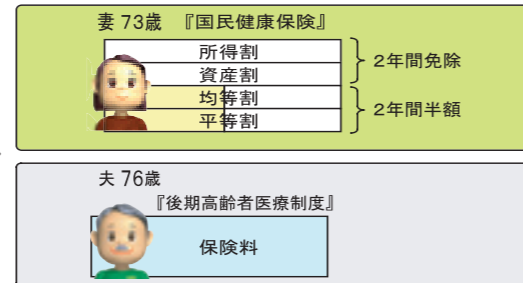 妻 73歳 『国民健康保険』
所得割
資産割
均等割
平等割
2年間免除
2年間半額
夫 76歳
『後期高齢者医療制度』
保険料